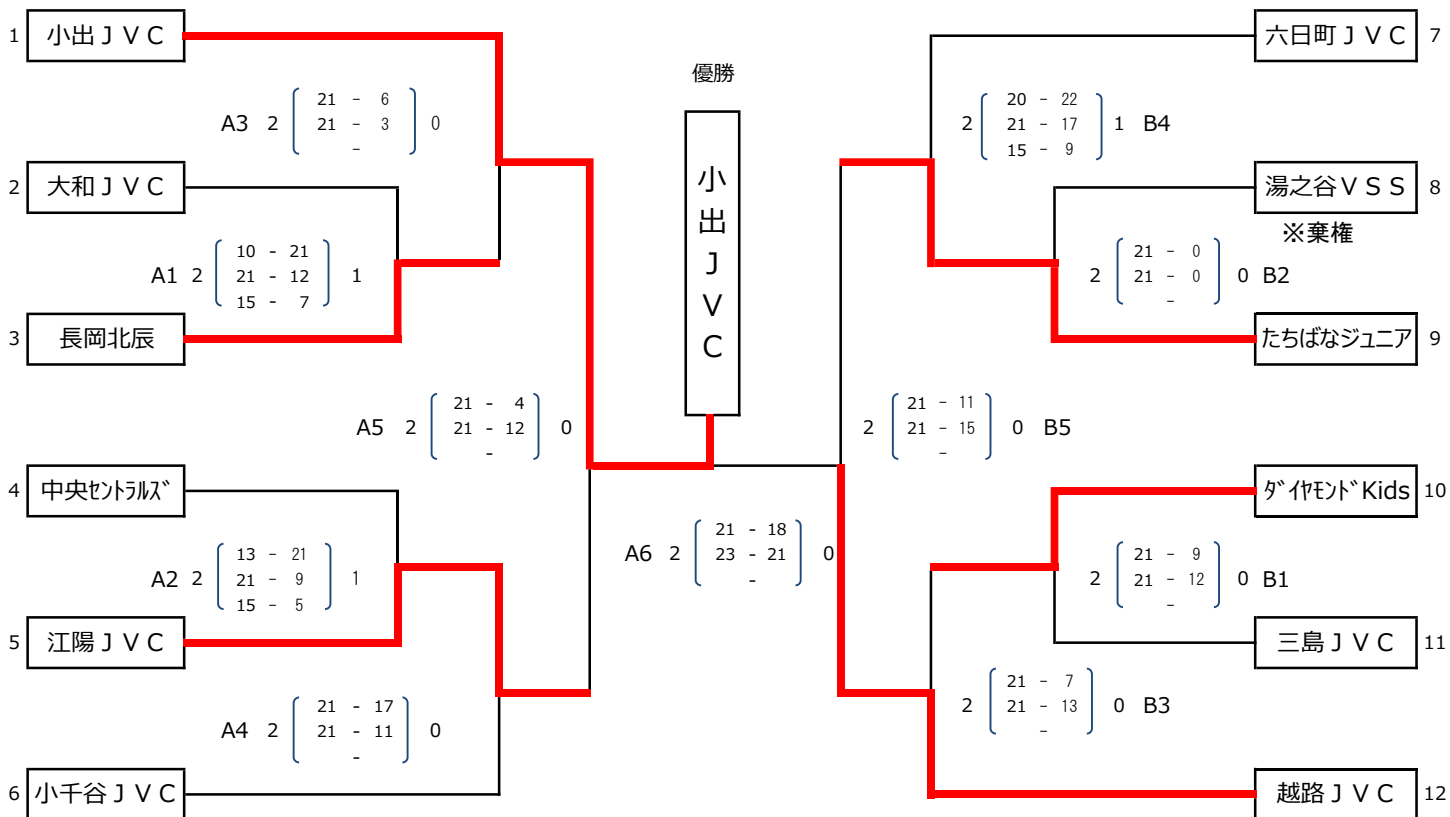 1 小出ＪＶＣ
六日町ＪＶＣ 7
優勝
A3 2 21 - 6 0
21 - 3
-
2 20 - 22 1 B4
21 - 17
15 - 9
小出ＪＶＣ
2 大和ＪＶＣ
湯之谷ＶＳＳ 8
※棄権
A1 2 10 - 21 1
21 - 12
15 - 7
2 21 - 0 0 B2
21 - 0
-
3 長岡北辰
たちばなジュニア 9
A5 2 21 - 4 0
21 - 12
-
2 21 - 11 0 B5
21 - 15
-
4 中央ｾﾝﾄﾗﾙｽﾞ
ﾀﾞｲﾔﾓﾝﾄﾞKids 10
A6 2 21 - 18 0
23 - 21
-
A2 2 13 - 21 1
21 - 9
15 - 5
2 21 - 9 0 B1
21 - 12
-
5 江陽ＪＶＣ
三島ＪＶＣ 11
A4 2 21 - 17 0
21 - 11
-
2 21 - 7 0 B3
21 - 13
-
6 小千谷ＪＶＣ
越路ＪＶＣ 12